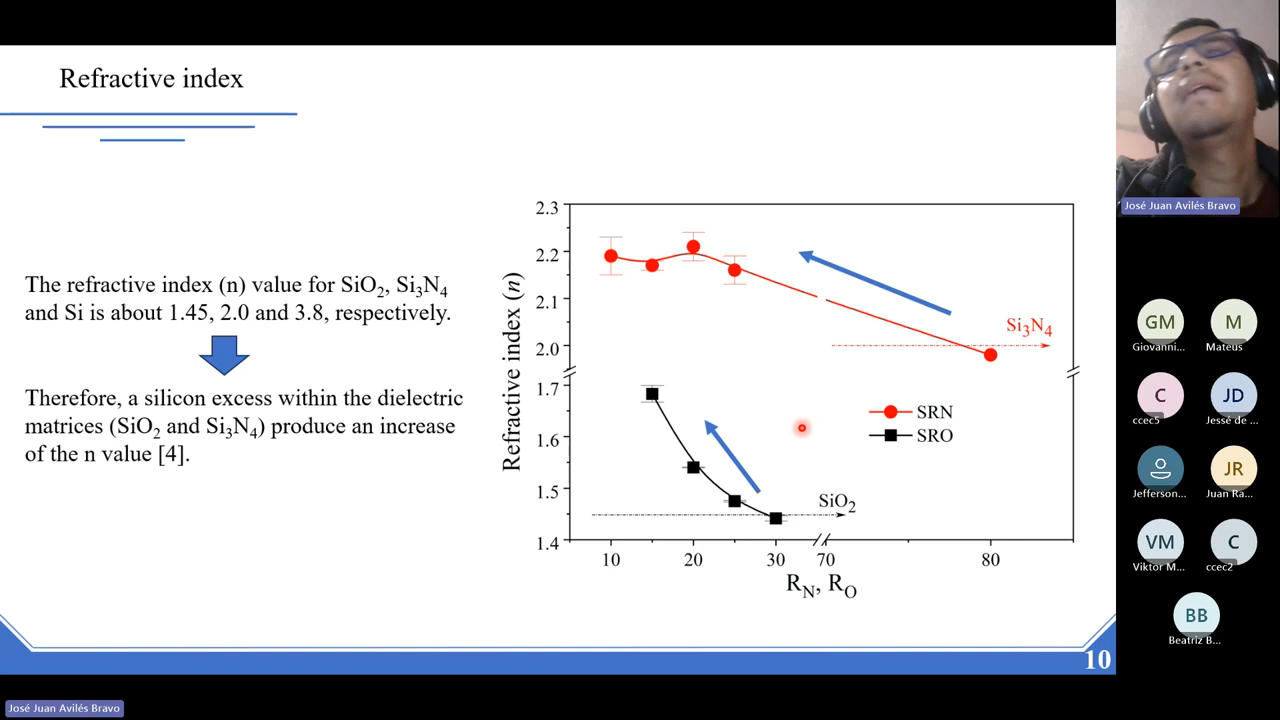 Refractive index
José Juan Avilés Bravo
The refractive index (n) value for SiO₂, Si₃N₄
and Si is about 1.45, 2.0 and 3.8, respectively.
Therefore, a silicon excess within the dielectric
matrices (SiO₂ and Si₃N₄) produce an increase
of the n value [4].
Refractive index (n)
2.3
2.2
2.1
2.0
1.7
1.6
1.5
1.4
Si₃N₄
SRN
SRO
SiO₂
10 20 30 70 80
R_N, R_O
GM
Giovanni...
M
Mateus
C
ccec5
JD
Jessé de ...
Jefferson...
JR
Juan Ra...
VM
Viktor M...
C
ccec2
BB
Beatriz B...
10
José Juan Avilés Bravo